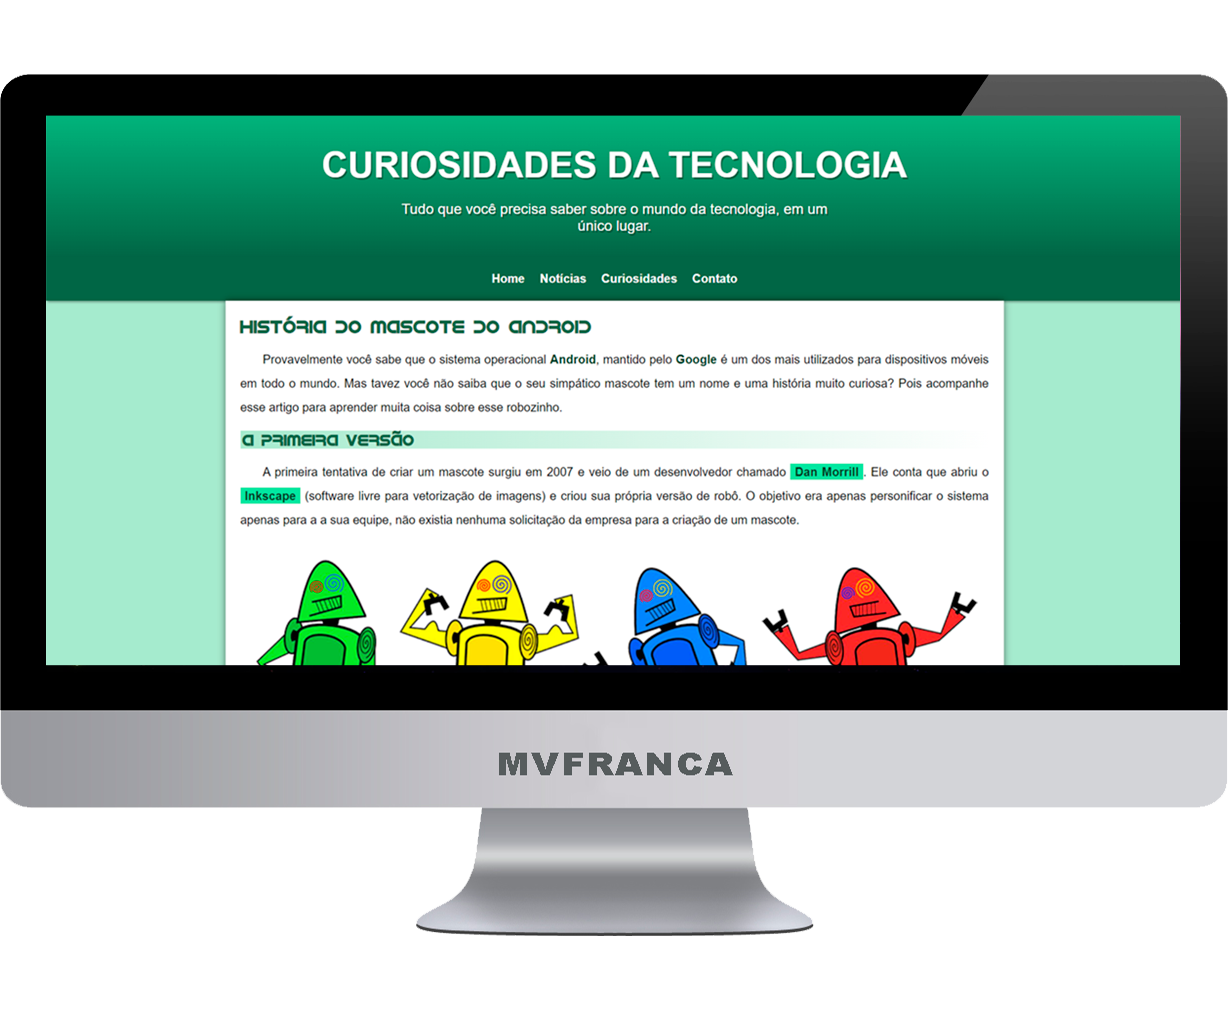 CURIOSIDADES DA TECNOLOGIA
Tudo que você precisa saber sobre o mundo da tecnologia, em um
único lugar.
Home Notícias Curiosidades Contato
HISTÓRIA DO MASCOTE DO ANDROID
Provavelmente você sabe que o sistema operacional Android, mantido pelo Google é um dos mais utilizados para dispositivos móveis
em todo o mundo. Mas tavez você não saiba que o seu simpático mascote tem um nome e uma história muito curiosa? Pois acompanhe
esse artigo para aprender muita coisa sobre esse robozinho.
A PRIMEIRA VERSÃO
A primeira tentativa de criar um mascote surgiu em 2007 e veio de um desenvolvedor chamado Dan Morrill. Ele conta que abriu o
Inkscape (software livre para vetorização de imagens) e criou sua própria versão de robô. O objetivo era apenas personificar o sistema
apenas para a a sua equipe, não existia nenhuma solicitação da empresa para a criação de um mascote.
MVFRANCA